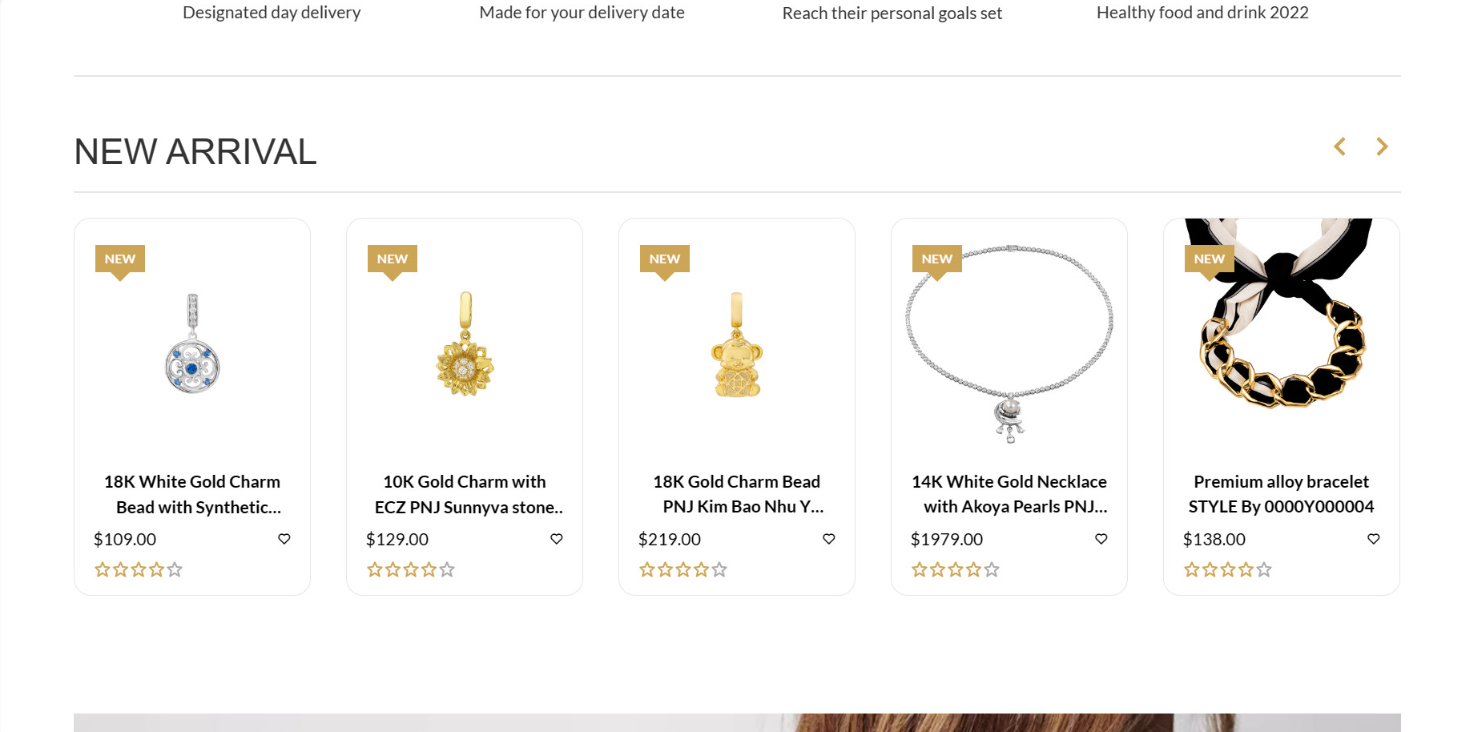 Designated day delivery
Made for your delivery date
Reach their personal goals set
Healthy food and drink 2022
NEW ARRIVAL
NEW
NEW
NEW
NEW
NEW
18K White Gold Charm
Bead with Synthetic...
$109.00
10K Gold Charm with
ECZ PNJ Sunnyva stone..
$129.00
18K Gold Charm Bead
PNJ Kim Bao Nhu Y...
$219.00
14K White Gold Necklace
with Akoya Pearls PNJ...
$1979.00
Premium alloy bracelet
STYLE By 0000Y000004
$138.00